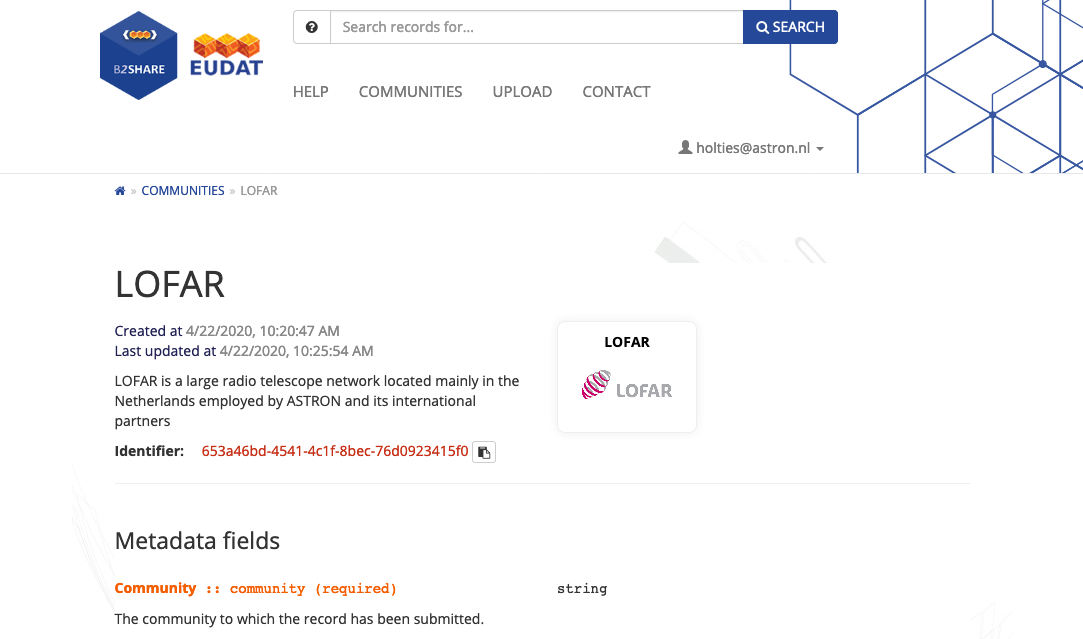 Search records for...
SEARCH
B2SHARE
EUDAT
HELP COMMUNITIES UPLOAD CONTACT
holties@astron.nl
» COMMUNITIES » LOFAR
LOFAR
Created at 4/22/2020, 10:20:47 AM
Last updated at 4/22/2020, 10:25:54 AM
LOFAR is a large radio telescope network located mainly in the
Netherlands employed by ASTRON and its international
partners
Identifier: 653a46bd-4541-4c1f-8bec-76d0923415f0
LOFAR
LOFAR
Metadata fields
Community :: community (required) string
The community to which the record has been submitted.